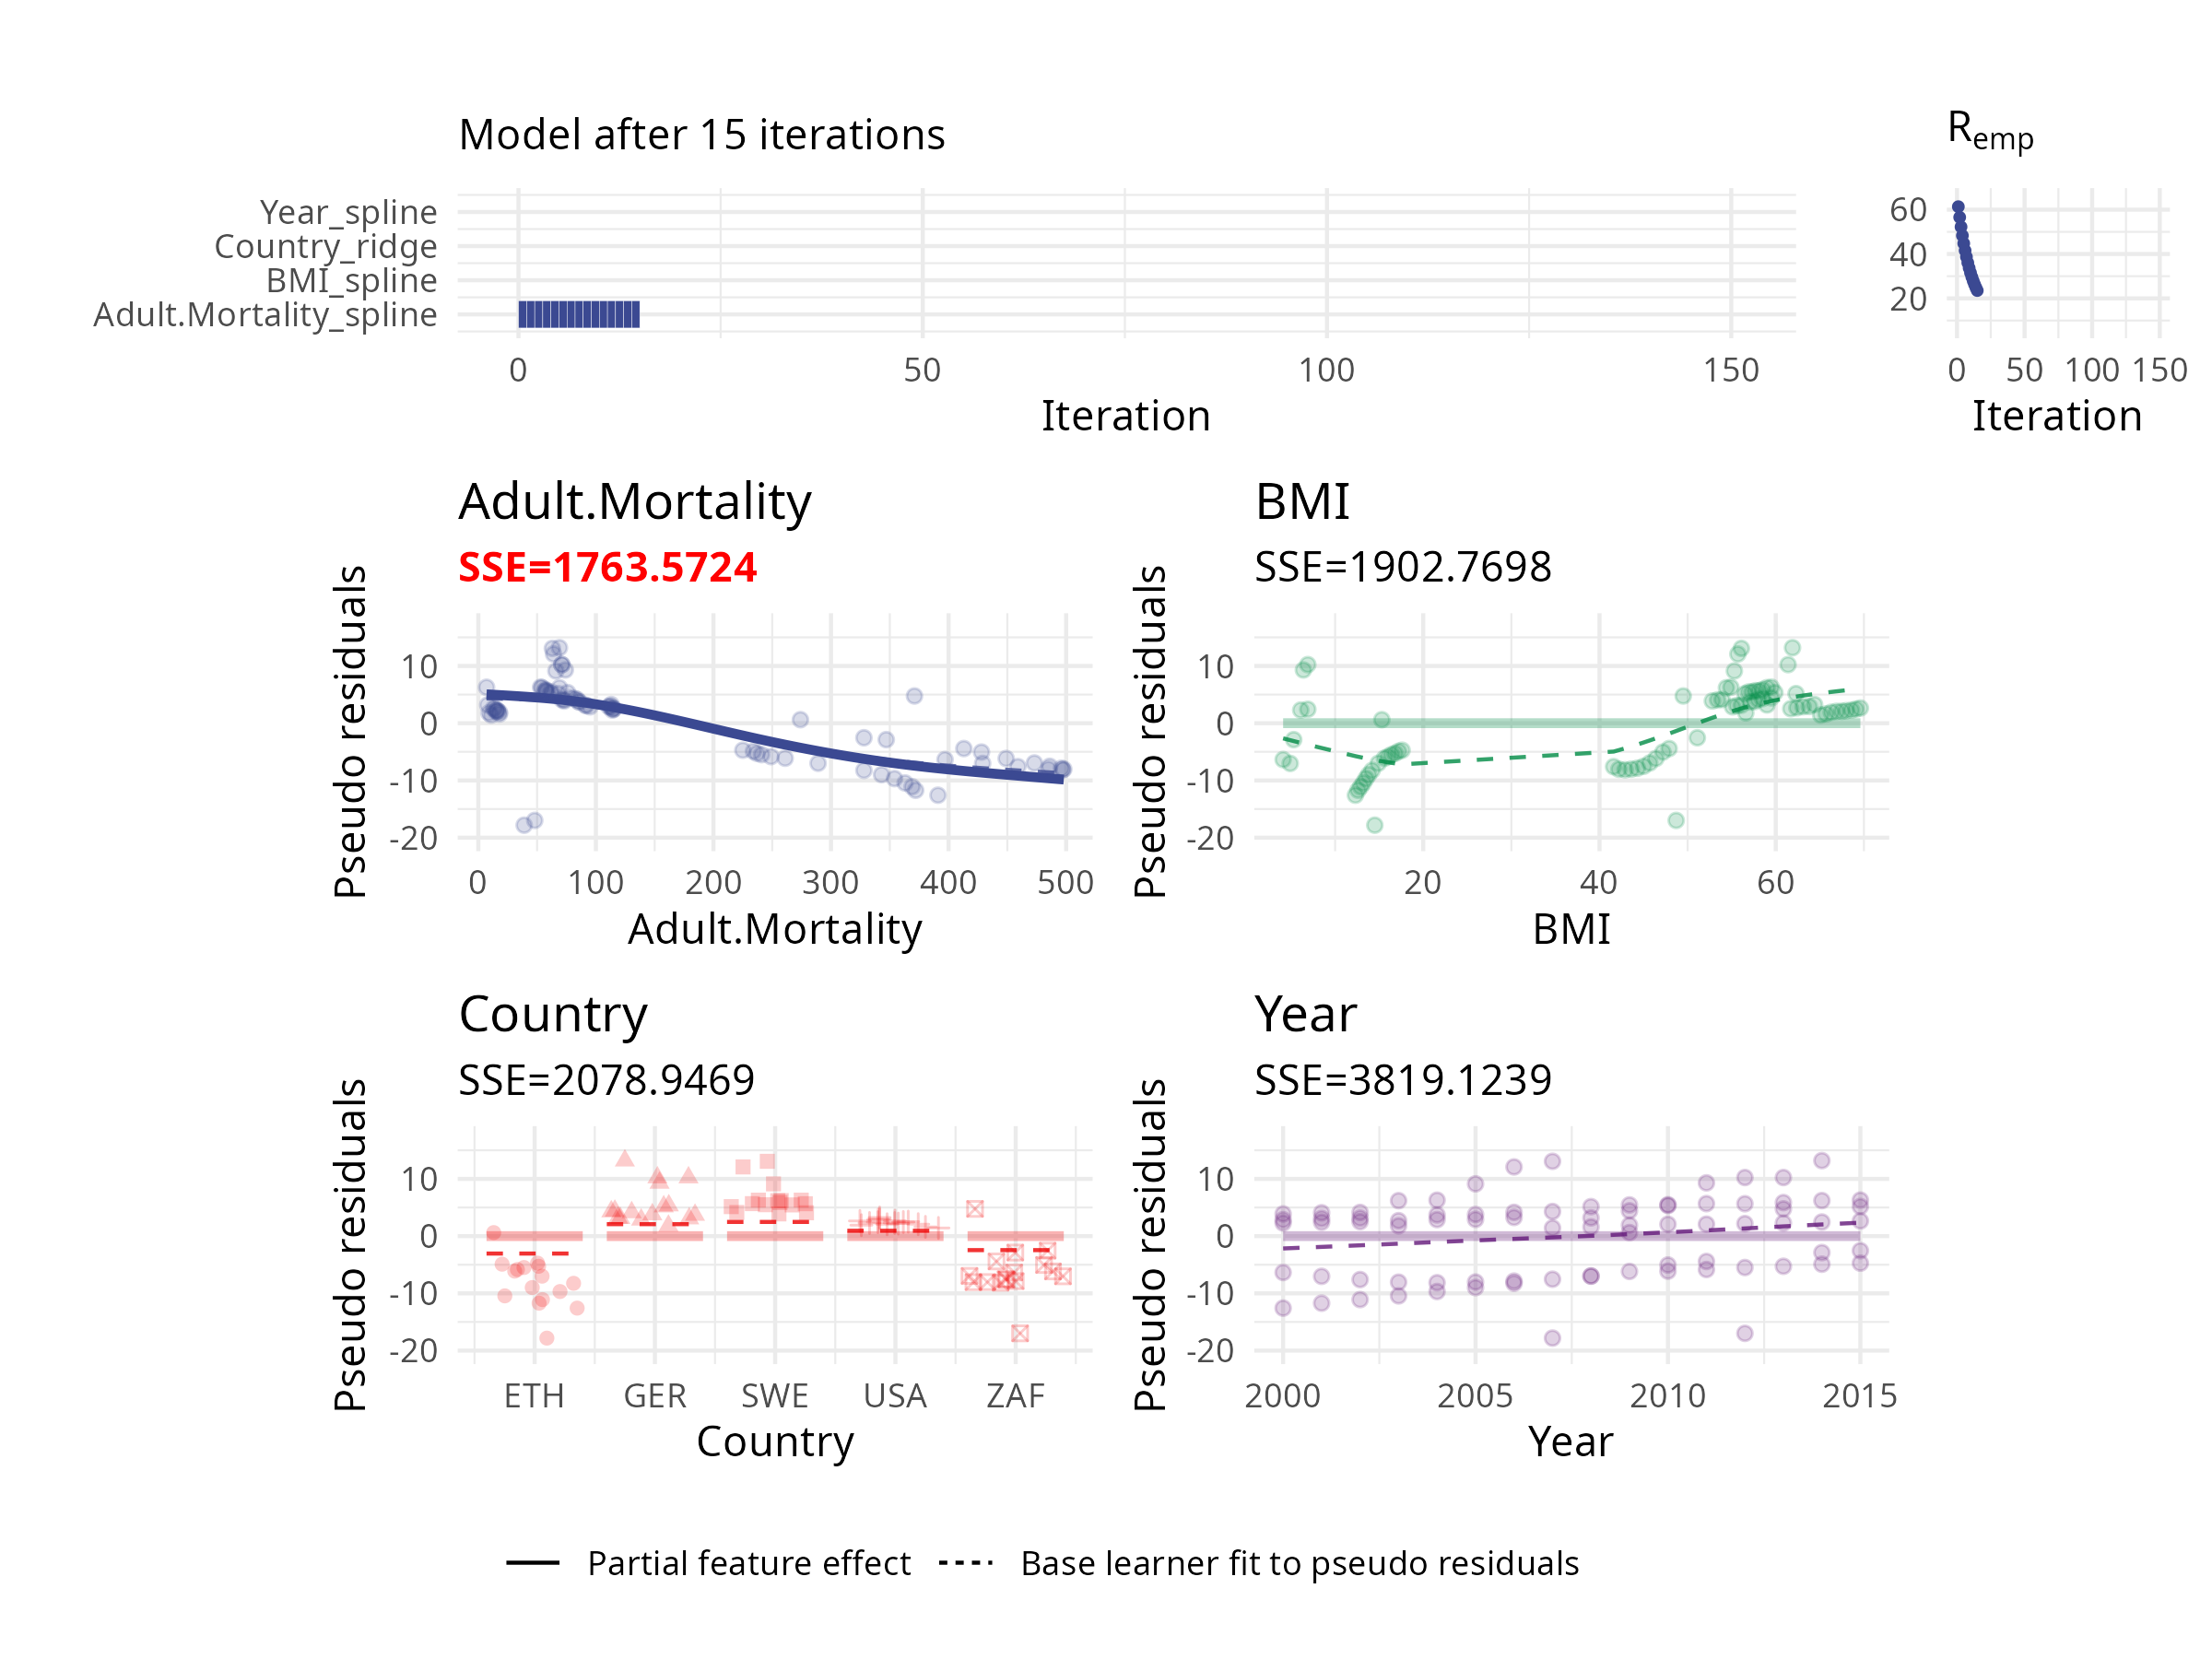 Model after 15 iterations
Year_spline
Country_ridge
BMI_spline
Adult.Mortality_spline
0 50 100 150
Iteration
Remp
60
40
20
0 50 100 150
Iteration
Adult.Mortality
SSE=1763.5724
Pseudo residuals
10
0
-10
-20
0 100 200 300 400 500
Adult.Mortality
BMI
SSE=1902.7698
Pseudo residuals
10
0
-10
-20
20 40 60
BMI
Country
SSE=2078.9469
Pseudo residuals
10
0
-10
-20
ETH GER SWE USA ZAF
Country
Year
SSE=3819.1239
Pseudo residuals
10
0
-10
-20
2000 2005 2010 2015
Year
Partial feature effect Base learner fit to pseudo residuals